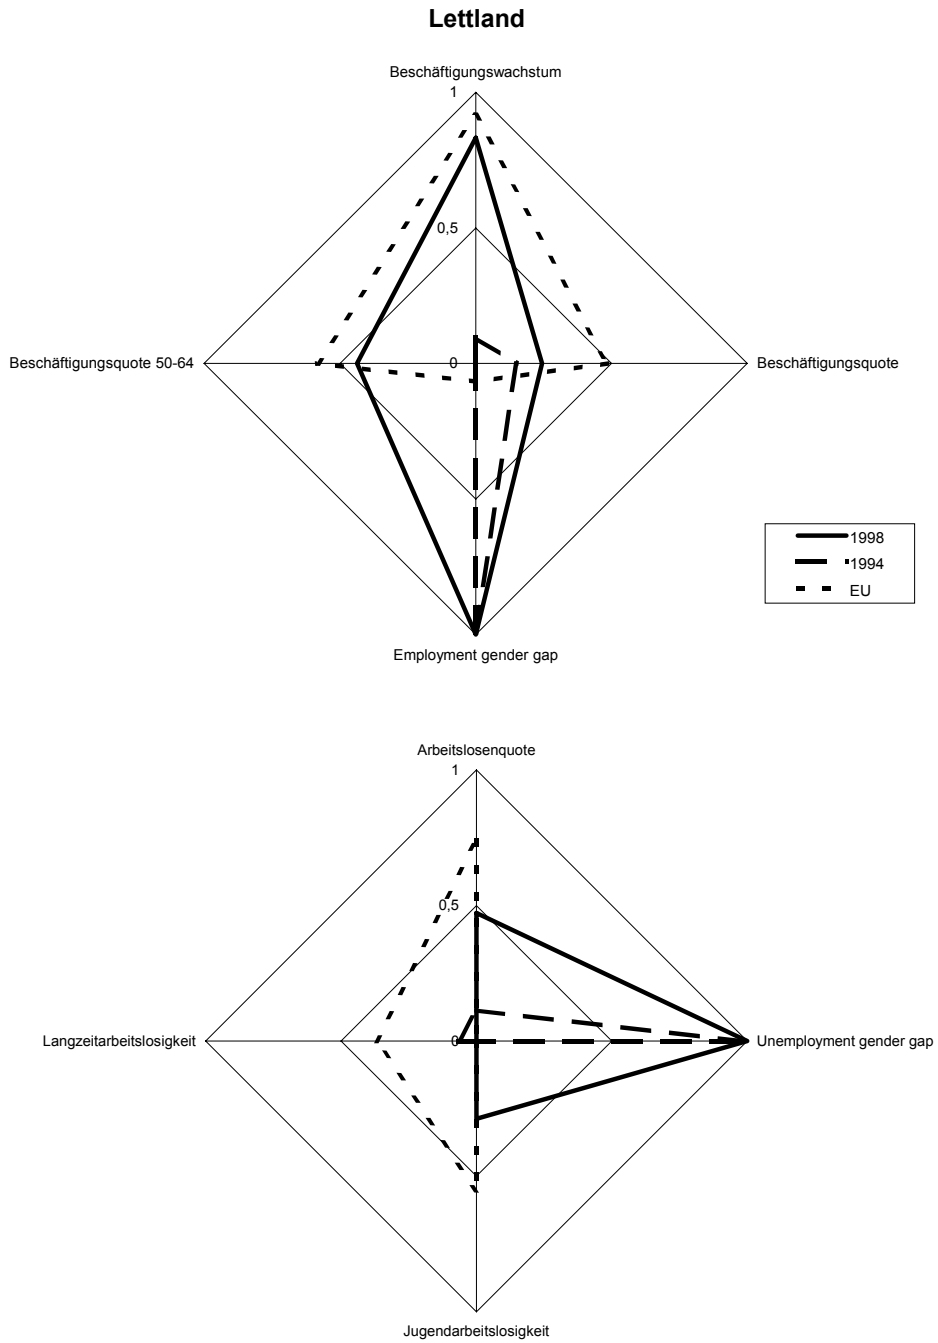 Lettland
Beschäftigungswachstum
1
0,5
Beschäftigungsquote 50-64
0
Beschäftigungsquote
1998
1994
EU
Employment gender gap
Arbeitslosenquote
1
0,5
Langzeitarbeitslosigkeit
0
Unemployment gender gap
Jugendarbeitslosigkeit